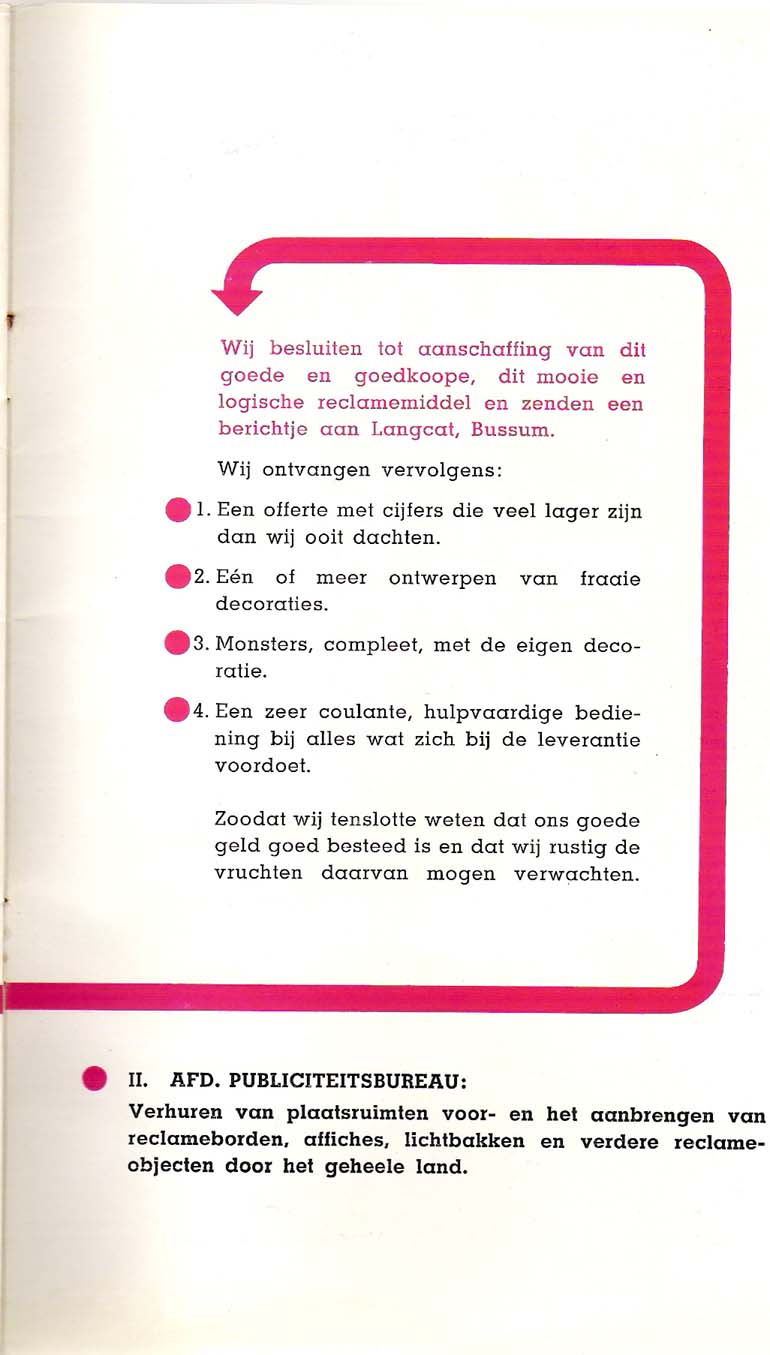 Wij besluiten tot aanschaffing van dit
goede en goedkoope, dit mooie en
logische reclamemiddel en zenden een
berichtje aan Langcat, Bussum.
Wij ontvangen vervolgens:
1. Een offerte met cijfers die veel lager zijn
dan wij ooit dachten.
2. Eén of meer ontwerpen van fraaie
decoraties.
3. Monsters, compleet, met de eigen deco-
ratie.
4. Een zeer coulante, hulpvaardige bedie-
ning bij alles wat zich bij de leverantie
voordoet.
Zoodat wij tenslotte weten dat ons goede
geld goed besteed is en dat wij rustig de
vruchten daarvan mogen verwachten.
II. AFD. PUBLICITEITSBUREAU:
Verhuren van plaatsruimten voor- en het aanbrengen van
reclameborden, affiches, lichtbakken en verdere reclame-
objecten door het geheele land.